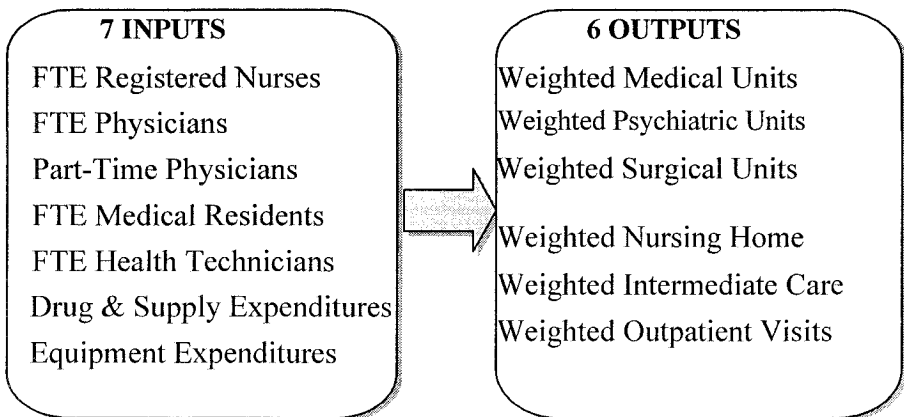 7 INPUTS
FTE Registered Nurses
FTE Physicians
Part-Time Physicians
FTE Medical Residents
FTE Health Technicians
Drug & Supply Expenditures
Equipment Expenditures
6 OUTPUTS
Weighted Medical Units
Weighted Psychiatric Units
Weighted Surgical Units
Weighted Nursing Home
Weighted Intermediate Care
Weighted Outpatient Visits